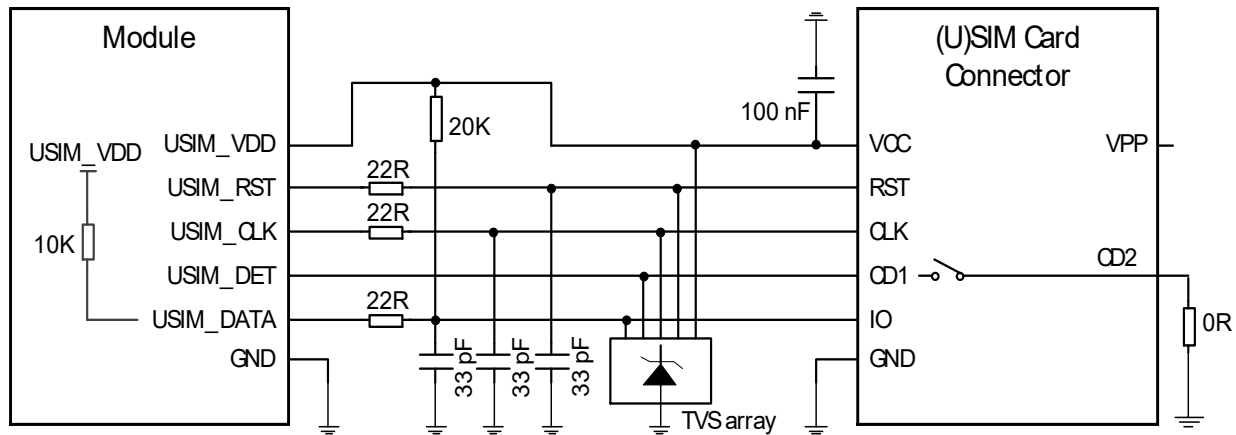 Module
(U)SIM Card
Connector
100 nF
20K
USIM_VDD
USIM_VDD
VCC
VPP
22R
USIM_RST
RST
22R
10K
USIM_CLK
CLK
USIM_DET
CD1
CD2
22R
USIM_DATA
IO
0R
GND
33 pF
33 pF
33 pF
GND
TVS array